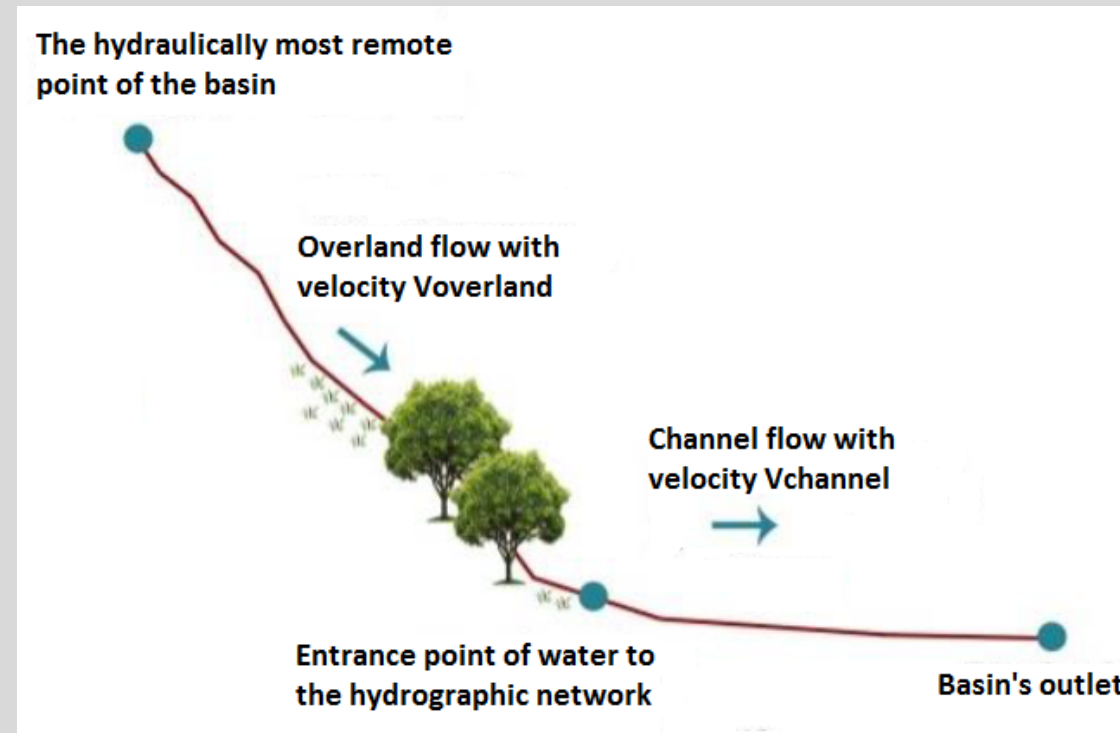 The hydraulically most remote
point of the basin
Overland flow with
velocity Voverland
Channel flow with
velocity Vchannel
Entrance point of water to
the hydrographic network
Basin's outlet